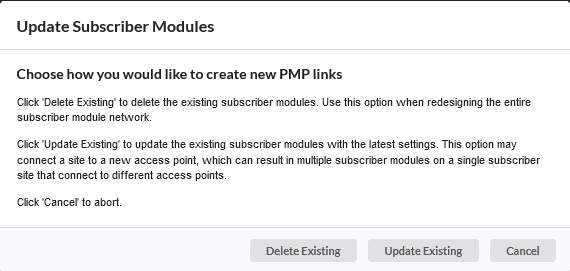 Update Subscriber Modules
Choose how you would like to create new PMP links
Click 'Delete Existing' to delete the existing subscriber modules. Use this option when redesigning the entire
subscriber module network.
Click 'Update Existing' to update the existing subscriber modules with the latest settings. This option may
connect a site to a new access point, which can result in multiple subscriber modules on a single subscriber
site that connect to different access points.
Click 'Cancel' to abort.
Delete Existing Update Existing Cancel